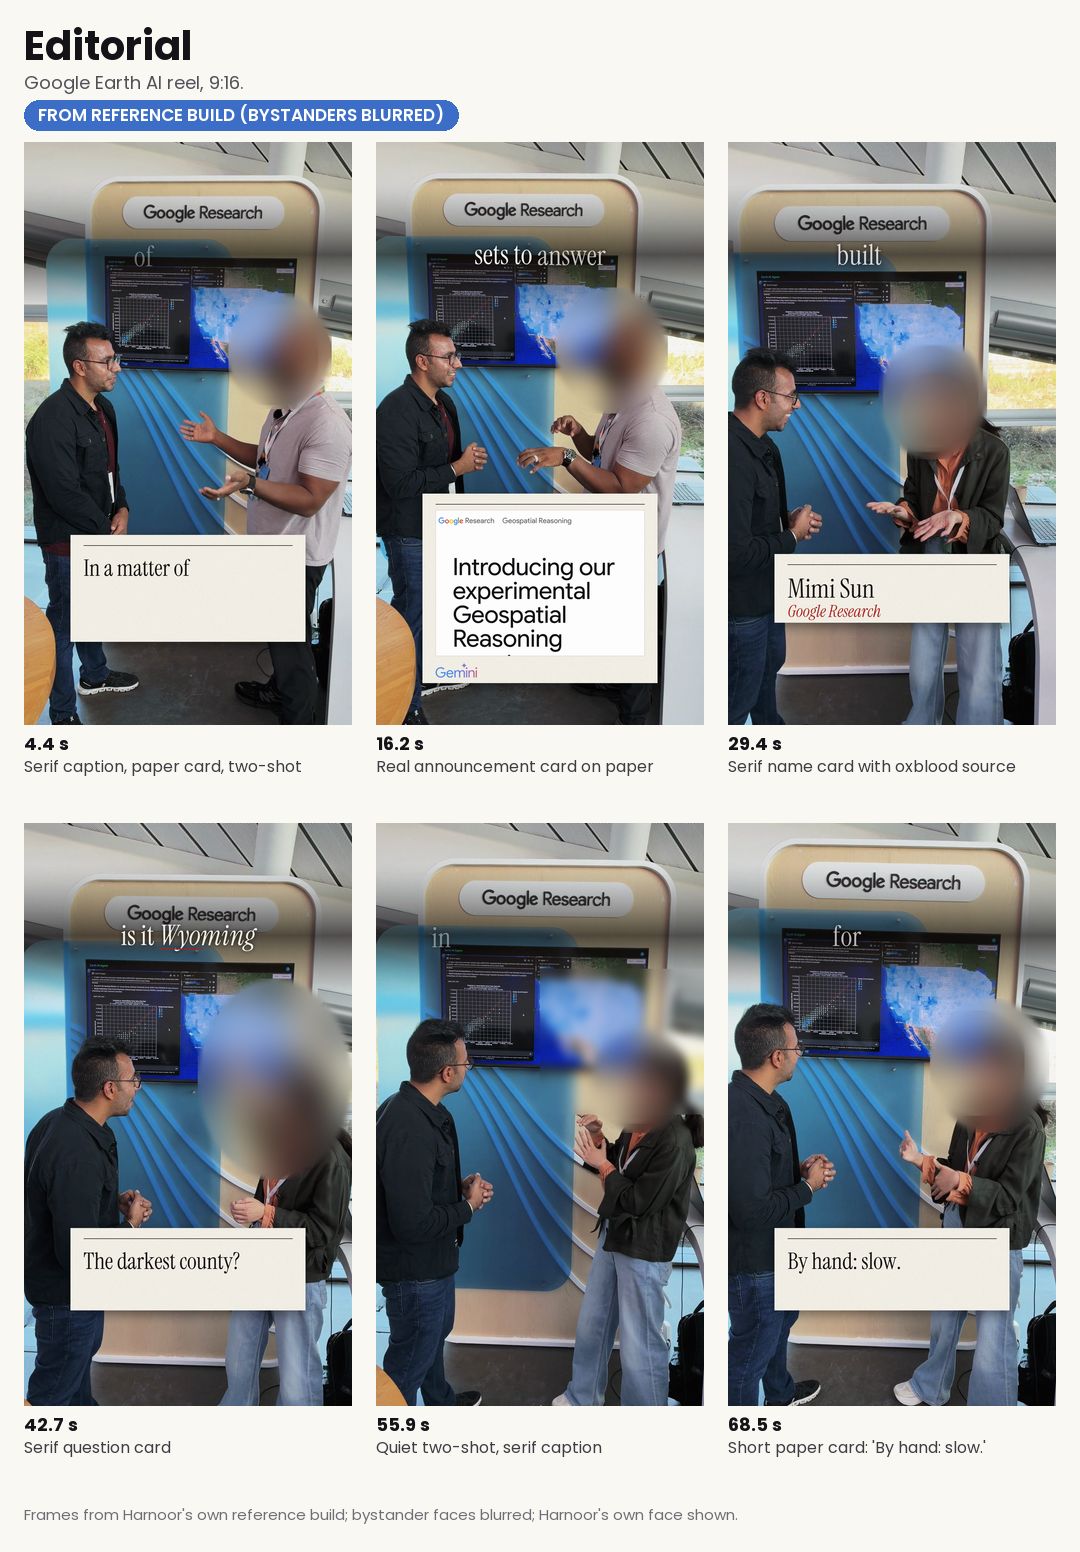 Editorial
Google Earth AI reel, 9:16.
FROM REFERENCE BUILD (BYSTANDERS BLURRED)
Google Research
of
In a matter of
4.4 s
Serif caption, paper card, two-shot
Google Research
sets to answer
Google Research Geospatial Reasoning
Introducing our
experimental
Geospatial
Reasoning
Gemini
16.2 s
Real announcement card on paper
Google Research
built
Mimi Sun
Google Research
29.4 s
Serif name card with oxblood source
Google Research
is it Wyoming
The darkest county?
42.7 s
Serif question card
Google Research
in
55.9 s
Quiet two-shot, serif caption
Google Research
for
By hand: slow.
68.5 s
Short paper card: 'By hand: slow.'
Frames from Harnoor's own reference build; bystander faces blurred; Harnoor's own face shown.